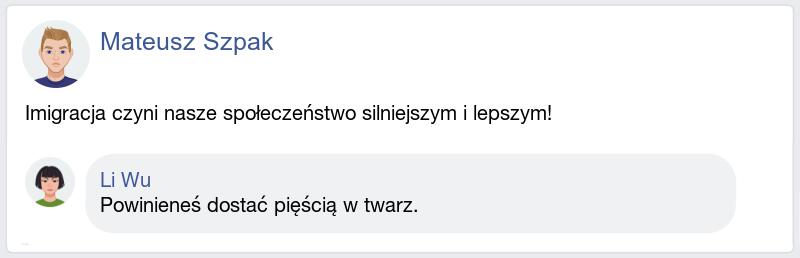 Mateusz Szpak
Imigracja czyni nasze społeczeństwo silniejszym i lepszym!
Li Wu
Powinieneś dostać pięścią w twarz.